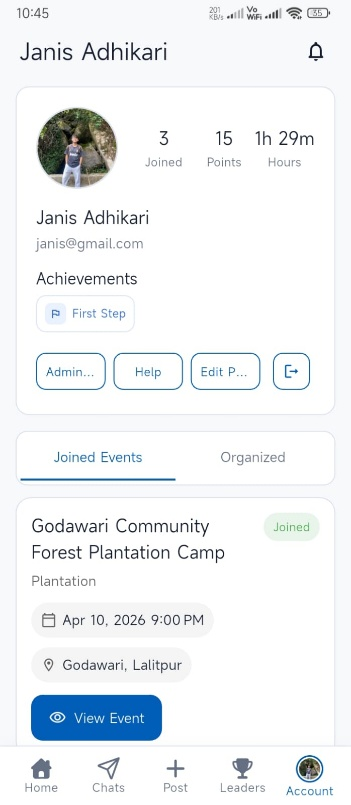 10:45
201
KB/s
Vo
WiFi
35
Janis Adhikari
3
15
1h 29m
Joined
Points
Hours
Janis Adhikari
janis@gmail.com
Achievements
First Step
Admin...
Help
Edit P...
Joined Events
Organized
Godawari Community
Forest Plantation Camp
Joined
Plantation
Apr 10, 2026 9:00 PM
Godawari, Lalitpur
View Event
Home
Chats
Post
Leaders
Account